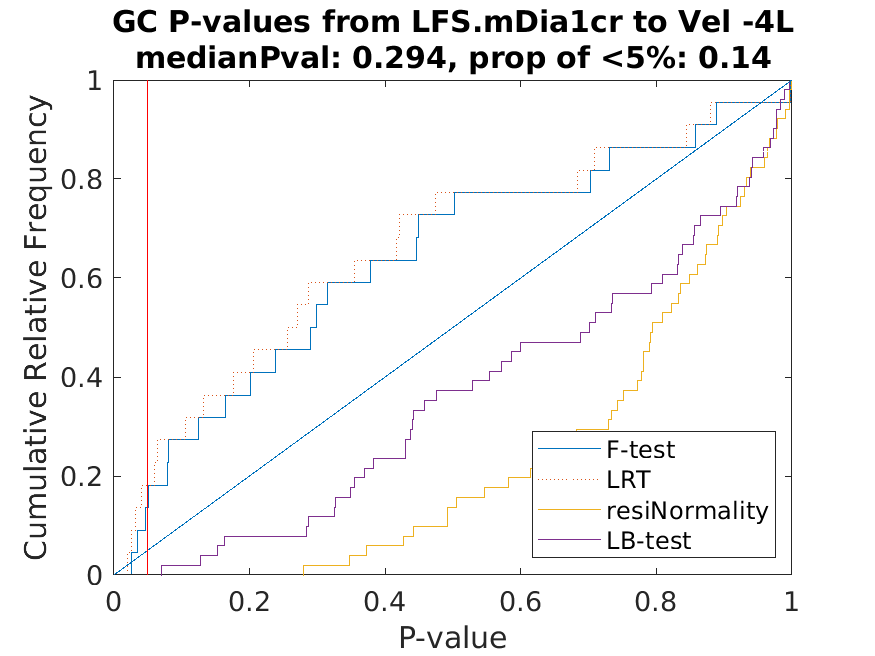 GC P-values from LFS.mDia1cr to Vel -4L
medianPval: 0.294, prop of <5%: 0.14
Cumulative Relative Frequency
1
0.8
0.6
0.4
0.2
0
0
0.2
0.4
0.6
0.8
1
P-value
F-test
LRT
resiNormality
LB-test